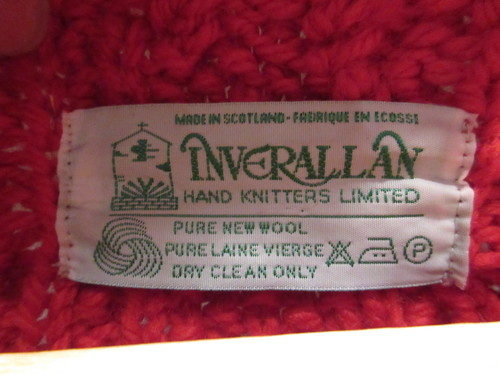 MADE IN SCOTLAND - FABRIQUE EN ECOSSE
INVERALLAN
HAND KNITTERS LIMITED
PURE NEW WOOL
PURE LAINE VIERGE
DRY CLEAN ONLY
P